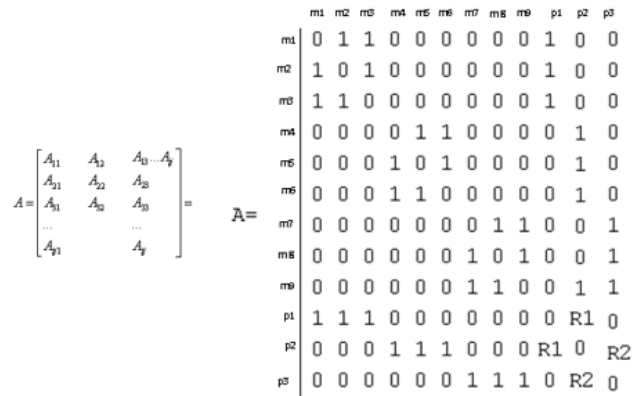 m1 m2 m3 m4 m5 m6 m7 m8 m9 p1 p2 p3
m1 0 1 1 0 0 0 0 0 0 1 0 0
m2 1 0 1 0 0 0 0 0 0 1 0 0
m3 1 1 0 0 0 0 0 0 0 1 0 0
m4 0 0 0 0 1 1 0 0 0 0 1 0
m5 0 0 0 1 0 1 0 0 0 0 1 0
m6 0 0 0 1 1 0 0 0 0 0 1 0
m7 0 0 0 0 0 0 0 1 1 0 0 1
m8 0 0 0 0 0 0 1 0 1 0 0 1
m9 0 0 0 0 0 0 1 1 0 0 1 1
p1 1 1 1 0 0 0 0 0 0 0 R1 0
p2 0 0 0 1 1 1 0 0 0 R1 0 R2
p3 0 0 0 0 0 0 1 1 1 0 R2 0
A11 A12 A13 ... Aij
A21 A22 A23
A = A31 A32 A33 =
... ...
Aij1 Aij
A=